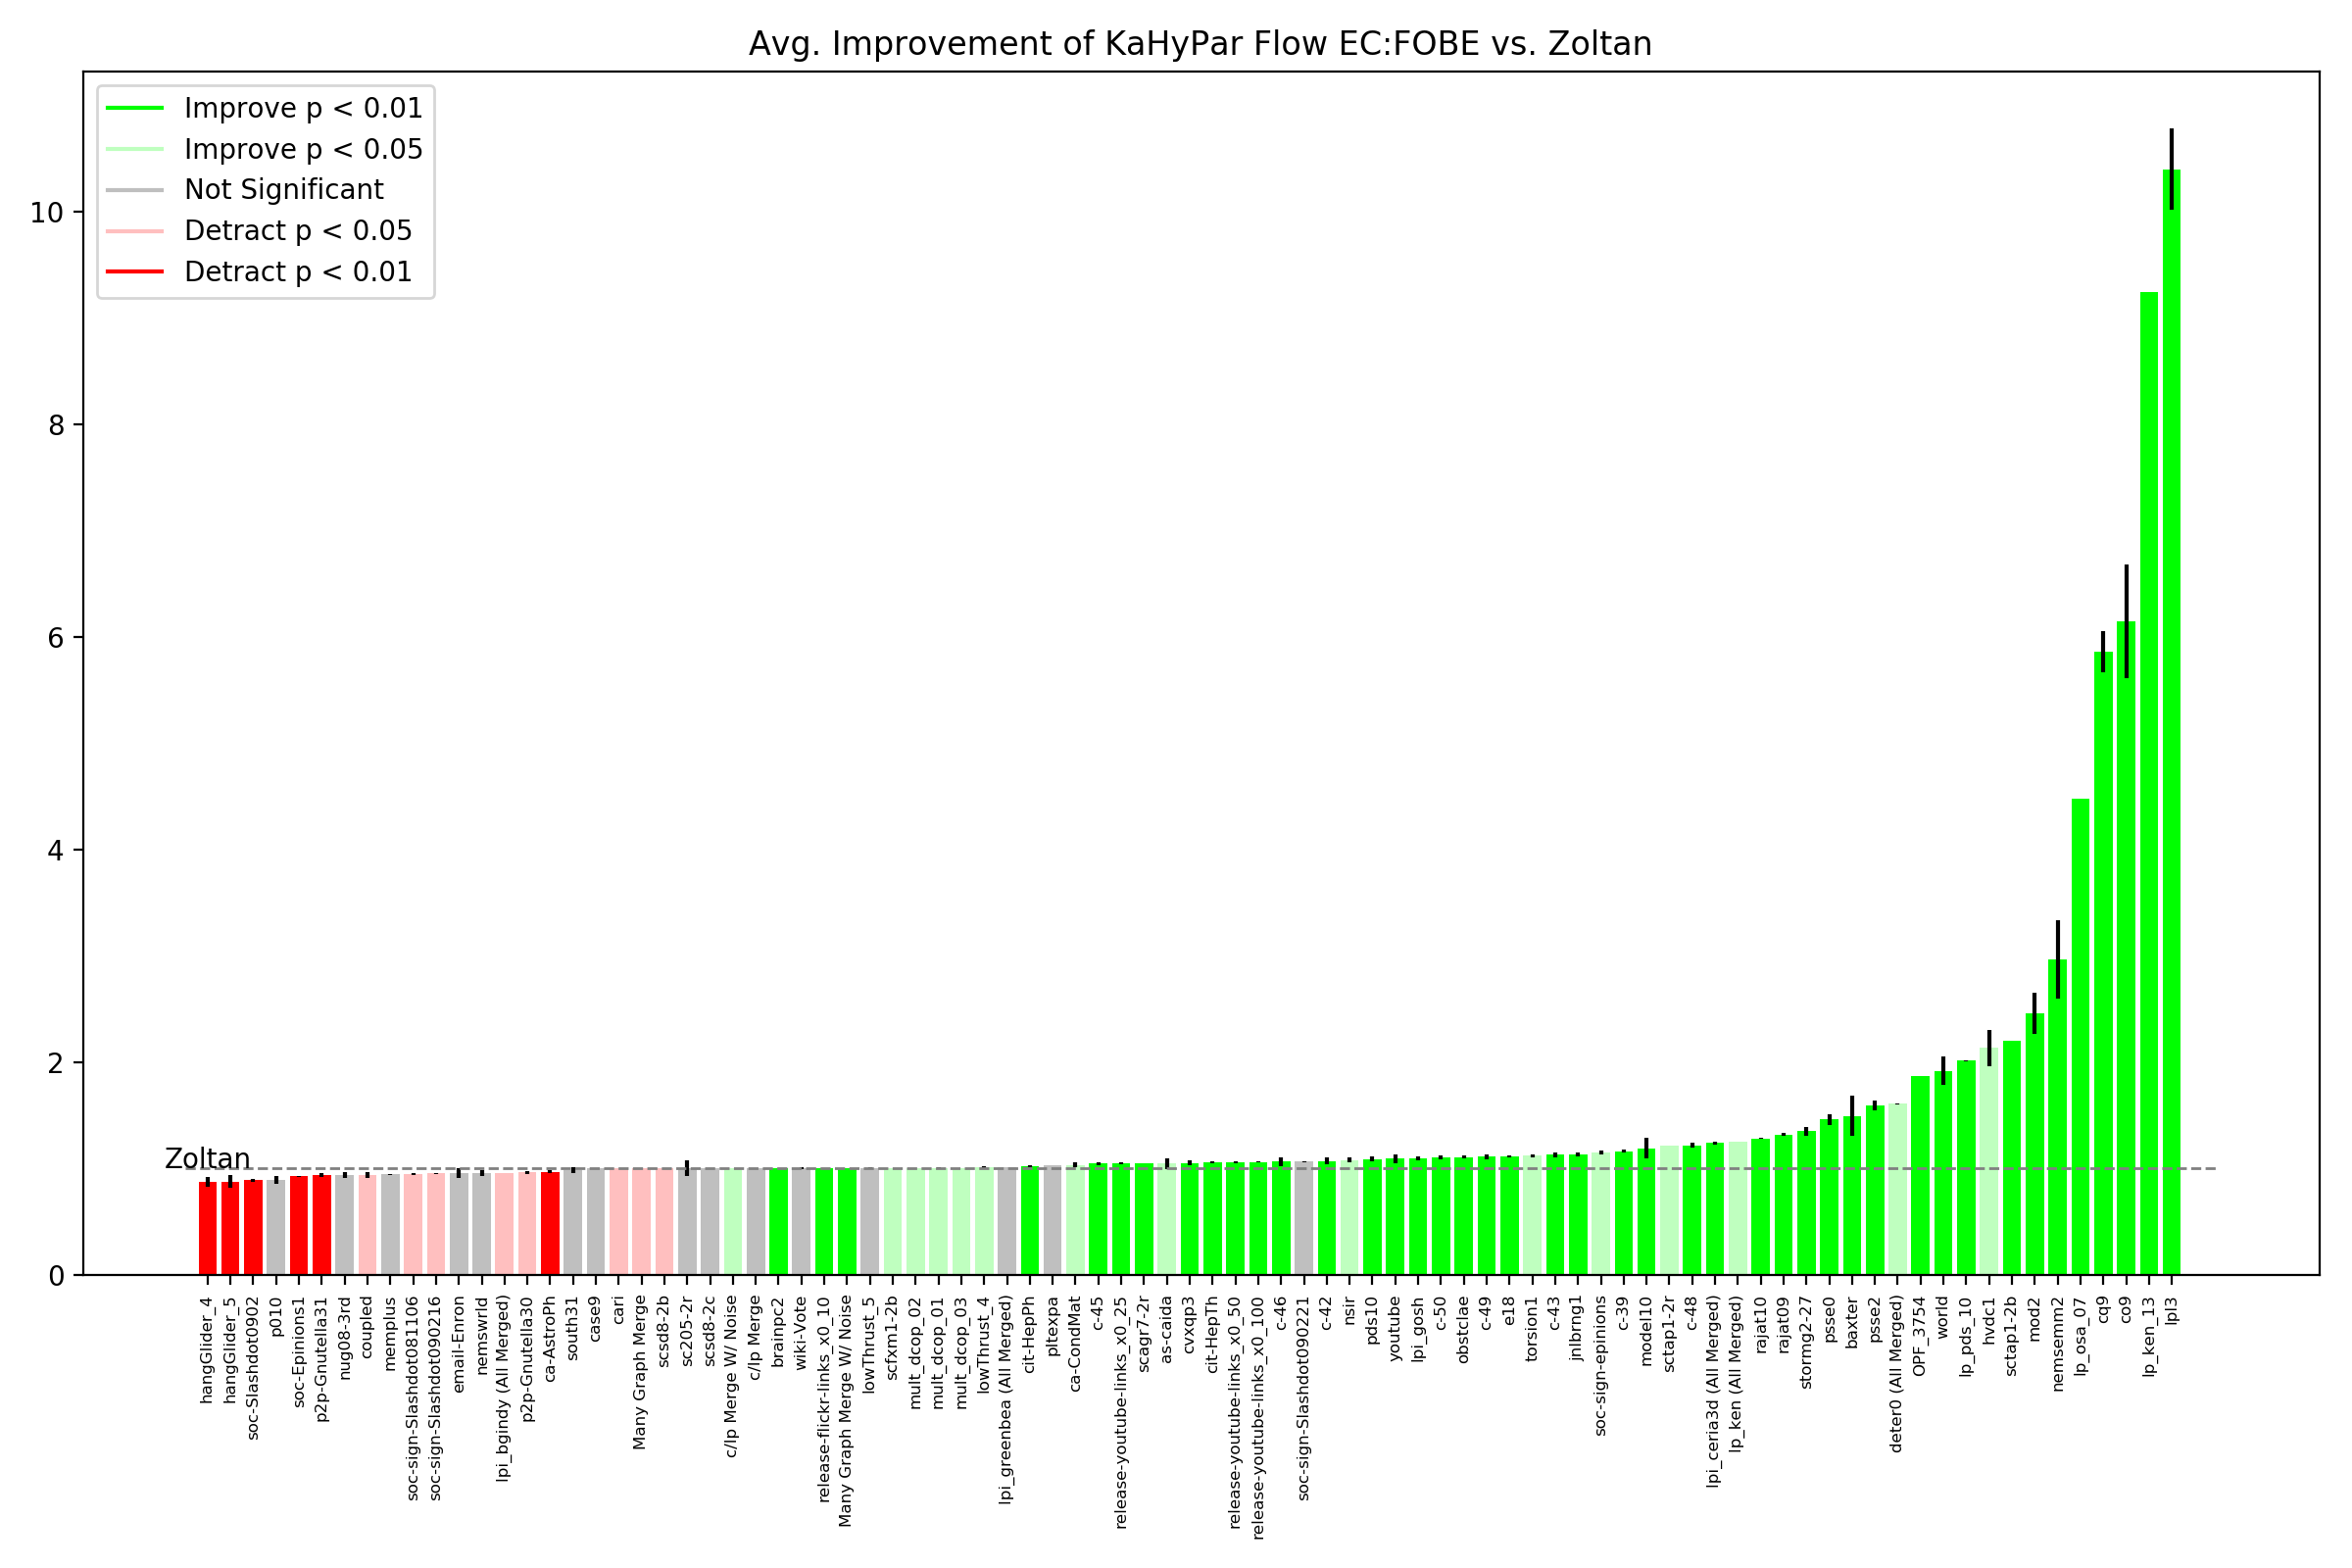 Avg. Improvement of KaHyPar Flow EC:FOBE vs. Zoltan
Improve p < 0.01
Improve p < 0.05
Not Significant
Detract p < 0.05
Detract p < 0.01
10
8
6
4
2
0
Zoltan
hangGlider_4
hangGlider_5
soc-Slashdot0902
p010
soc-Epinions1
p2p-Gnutella31
nug08-3rd
coupled
memplus
soc-sign-Slashdot081106
soc-sign-Slashdot090216
email-Enron
nemswrld
lpi_bgindy (All Merged)
p2p-Gnutella30
ca-AstroPh
south31
case9
cari
Many Graph Merge
scsd8-2b
sc205-2r
scsd8-2c
c/lp Merge W/ Noise
c/lp Merge
brainpc2
wiki-Vote
release-flickr-links_x0_10
Many Graph Merge W/ Noise
lowThrust_5
scfxm1-2b
mult_dcop_02
mult_dcop_01
mult_dcop_03
lowThrust_4
lpi_greenbea (All Merged)
cit-HepPh
pltexpa
ca-CondMat
c-45
release-youtube-links_x0_25
scagr7-2r
as-caida
cvxqp3
cit-HepTh
release-youtube-links_x0_50
release-youtube-links_x0_100
c-46
soc-sign-Slashdot090221
c-42
nsir
pds10
youtube
lpi_gosh
c-50
obstclae
c-49
e18
torsion1
c-43
jnlbrng1
soc-sign-epinions
c-39
model10
sctap1-2r
c-48
lpi_ceria3d (All Merged)
lp_ken (All Merged)
rajat10
rajat09
stormg2-27
psse0
baxter
psse2
deter0 (All Merged)
OPF_3754
world
lp_pds_10
hvdc1
sctap1-2b
mod2
nemsemm2
lp_osa_07
cq9
co9
lp_ken_13
lpl3